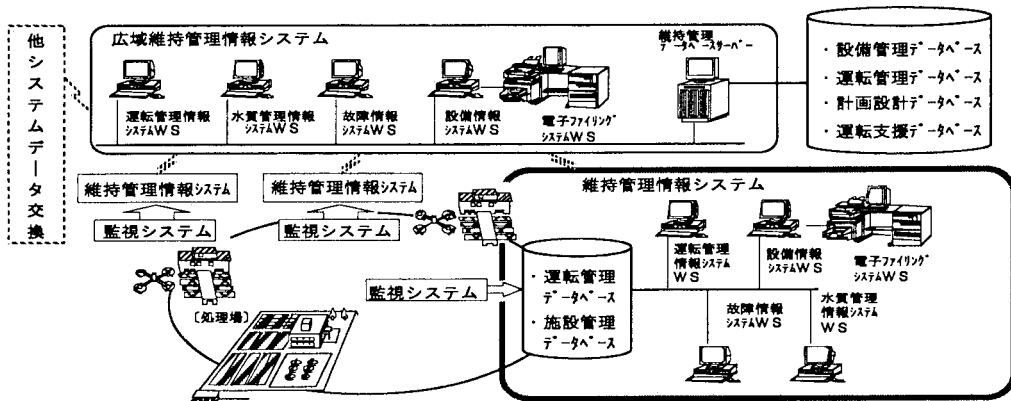 他システムデータ交換
広域維持管理情報システム
運転管理情報
システムWS
水質管理情報
システムWS
故障情報
システムWS
設備情報
システムWS
電子ファイリング
システムWS
維持管理
データベースサーバー
・設備管理データベース
・運転管理データベース
・計画設計データベース
・運転支援データベース
維持管理情報システム
監視システム
維持管理情報システム
監視システム
〔処理場〕
監視システム
維持管理情報システム
・運転管理
データベース
・施設管理
データベース
運転管理
情報システム
WS
設備情報
システムWS
電子ファイリング
システムWS
故障情報
システムWS
水質管理
情報システム
WS